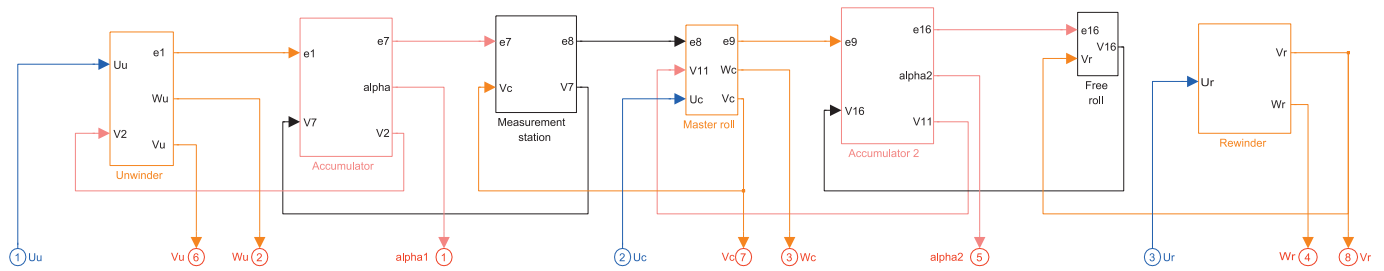 Uu
V2
e1
Wu
Vu
Unwinder
e1
V7
e7
alpha
V2
Accumulator
e7
Vc
e8
V7
Measurement
station
e8
V11
Uc
e9
Wc
Vc
Master roll
e9
V16
e16
alpha2
V11
Accumulator 2
e16
Vr
V16
Free
roll
Ur
Vr
Wr
Rewinder
1 Uu
Vu 6
Wu 2
alpha1 1
2 Uc
Vc 7
3 Wc
alpha2 5
3 Ur
Wr 4
8 Vr